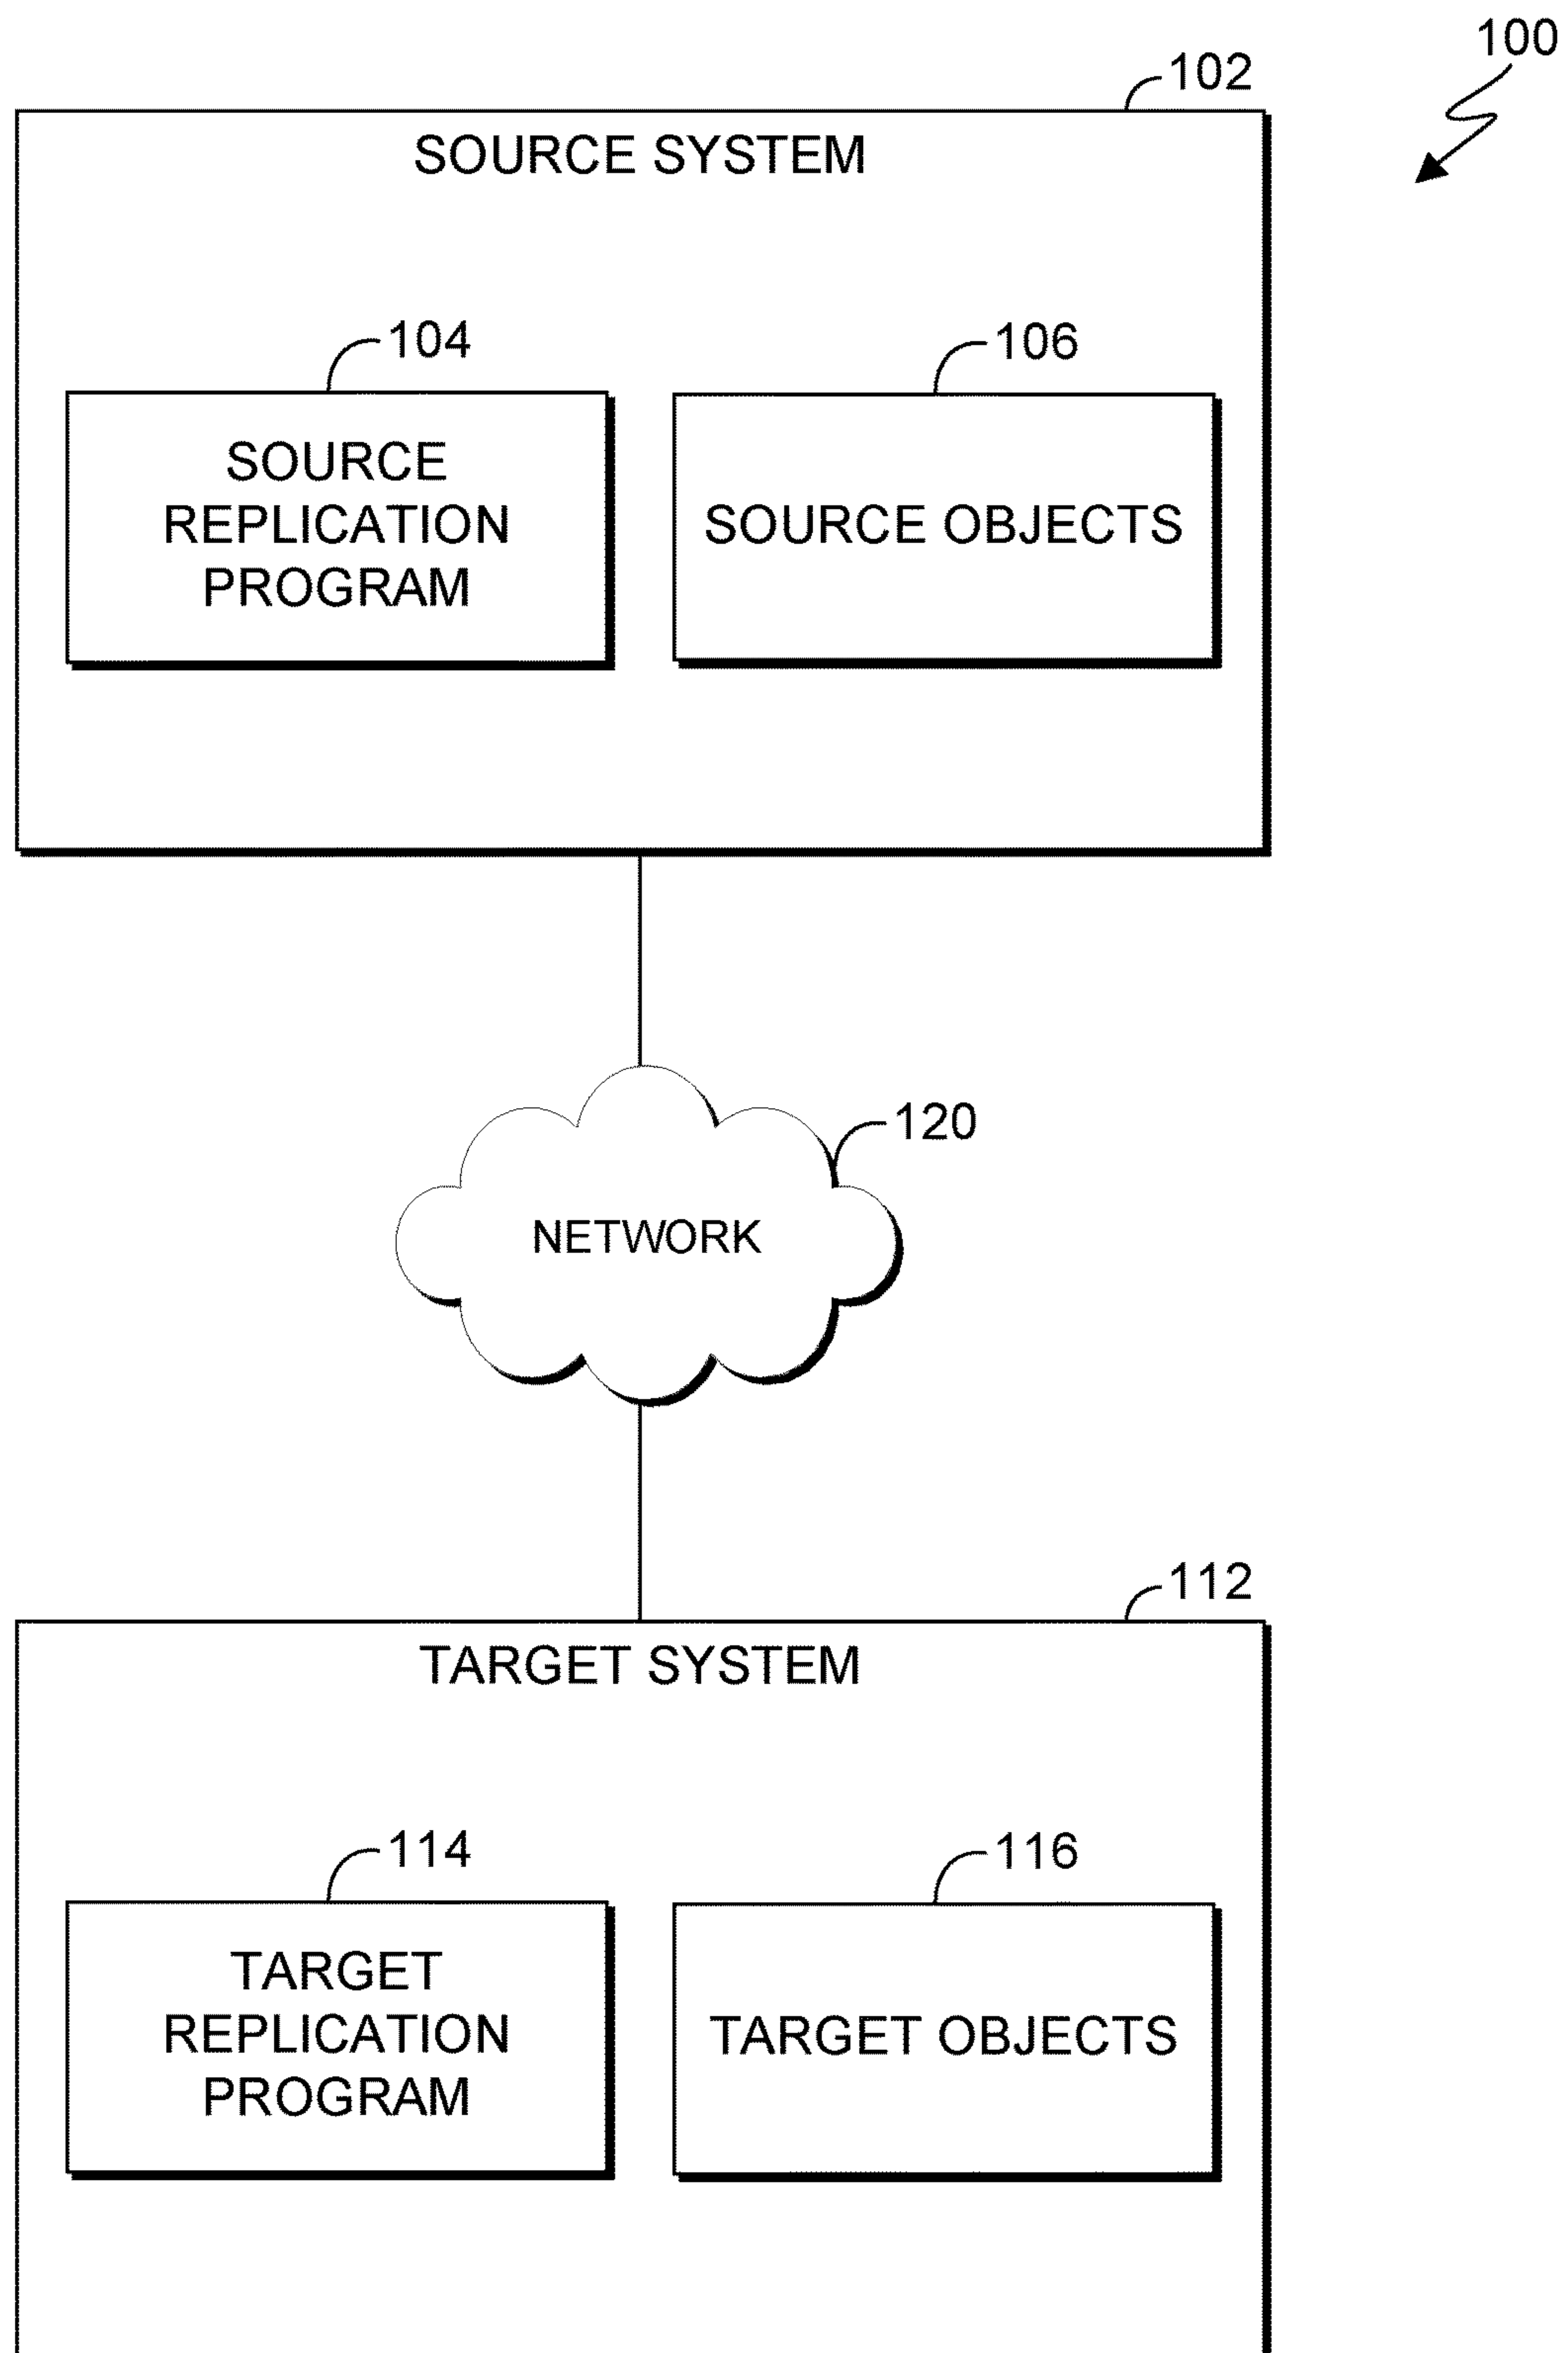 100
102
SOURCE SYSTEM
104
106
SOURCE
REPLICATION
PROGRAM
SOURCE OBJECTS
120
NETWORK
112
TARGET SYSTEM
114
116
TARGET
REPLICATION
PROGRAM
TARGET OBJECTS